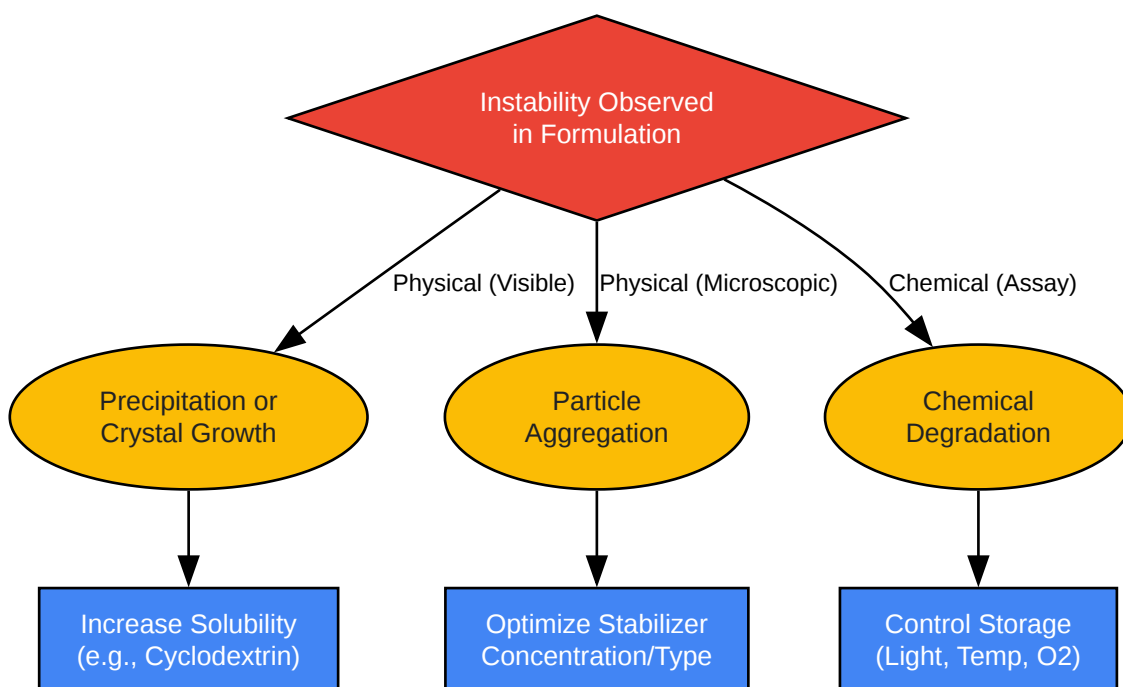 Instability Observed
in Formulation
Physical (Visible)
Physical (Microscopic)
Chemical (Assay)
Precipitation or
Crystal Growth
Particle
Aggregation
Chemical
Degradation
Increase Solubility
(e.g., Cyclodextrin)
Optimize Stabilizer
Concentration/Type
Control Storage
(Light, Temp, O2)